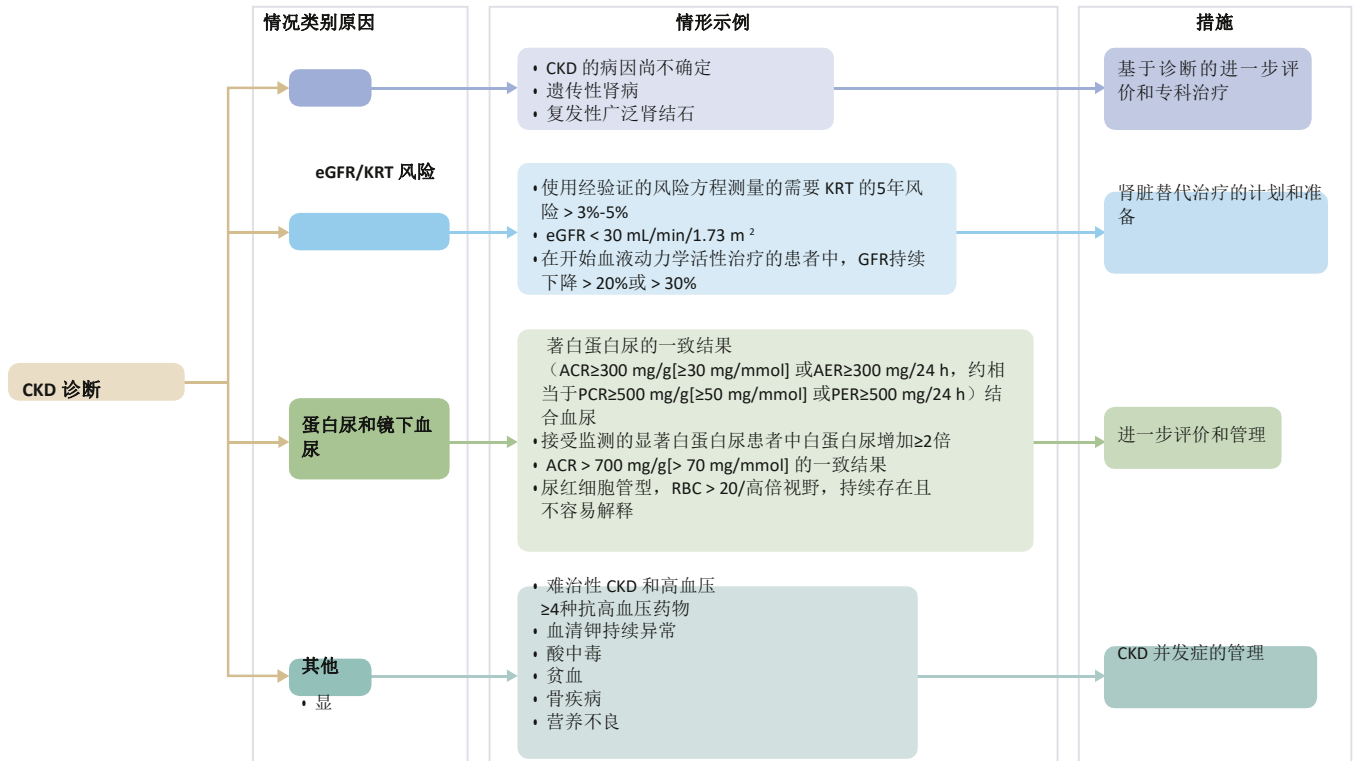 情况类别原因
情形示例
措施
• CKD 的病因尚不确定
• 遗传性肾病
• 复发性广泛肾结石
基于诊断的进一步评
价和专科治疗
eGFR/KRT 风险
• 使用经验证的风险方程测量的需要 KRT 的5年风
险 > 3%-5%
• eGFR < 30 mL/min/1.73 m ²
• 在开始血液动力学活性治疗的患者中，GFR持续
下降 > 20%或 > 30%
肾脏替代治疗的计划和准
备
CKD 诊断
蛋白尿和镜下血
尿
著白蛋白尿的一致结果
（ACR≥300 mg/g[≥30 mg/mmol] 或AER≥300 mg/24 h，约相
当于PCR≥500 mg/g[≥50 mg/mmol] 或PER≥500 mg/24 h）结
合血尿
• 接受监测的显著白蛋白尿患者中白蛋白尿增加≥2倍
• ACR > 700 mg/g[> 70 mg/mmol] 的一致结果
• 尿红细胞管型，RBC > 20/高倍视野，持续存在且
不容易解释
进一步评价和管理
其他
• 显
• 难治性 CKD 和高血压
≥4种抗高血压药物
• 血清钾持续异常
• 酸中毒
• 贫血
• 骨疾病
• 营养不良
CKD 并发症的管理